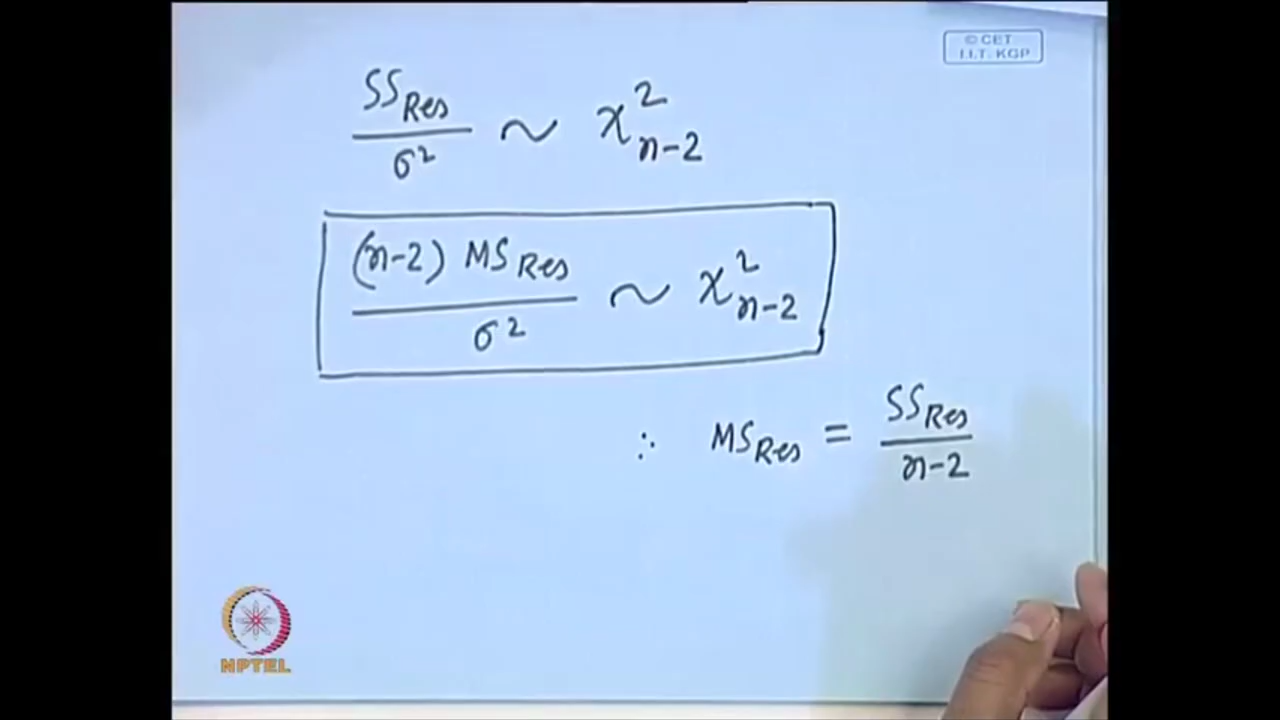 © CET
I.I.T. KGP
SS_Res / σ² ~ χ²_{n-2}
(n-2) MS_Res / σ² ~ χ²_{n-2}
∴ MS_Res = SS_Res / n-2
NPTEL